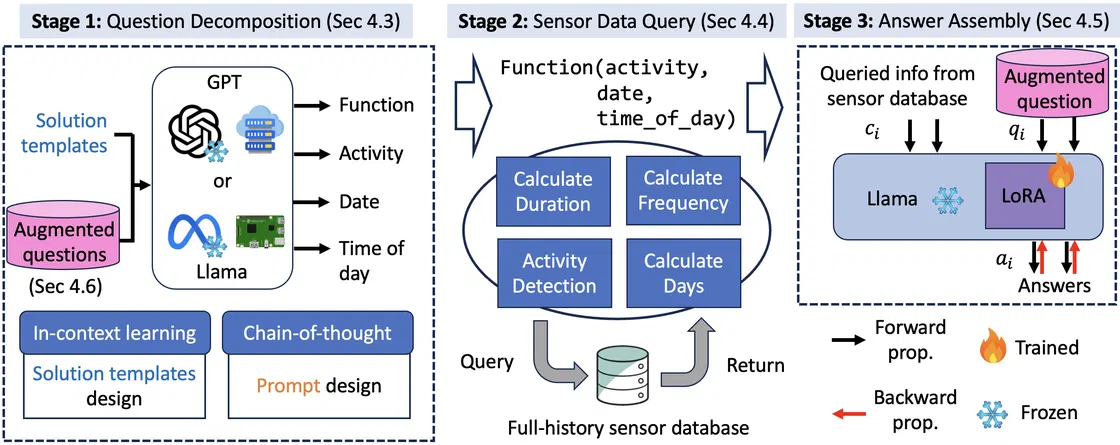 Stage 1: Question Decomposition (Sec 4.3)
Solution
templates
Augmented
questions
(Sec 4.6)
GPT
or
Llama
Function
Activity
Date
Time of
day
In-context learning
Solution templates
design
Chain-of-thought
Prompt design
Stage 2: Sensor Data Query (Sec 4.4)
Function(activity,
date,
time_of_day)
Calculate
Duration
Calculate
Frequency
Activity
Detection
Calculate
Days
Query
Return
Full-history sensor database
Stage 3: Answer Assembly (Sec 4.5)
Queried info from
sensor database
Augmented
question
c_i
q_i
Llama
LoRA
a_i
Answers
Forward
prop.
Trained
Backward
prop.
Frozen